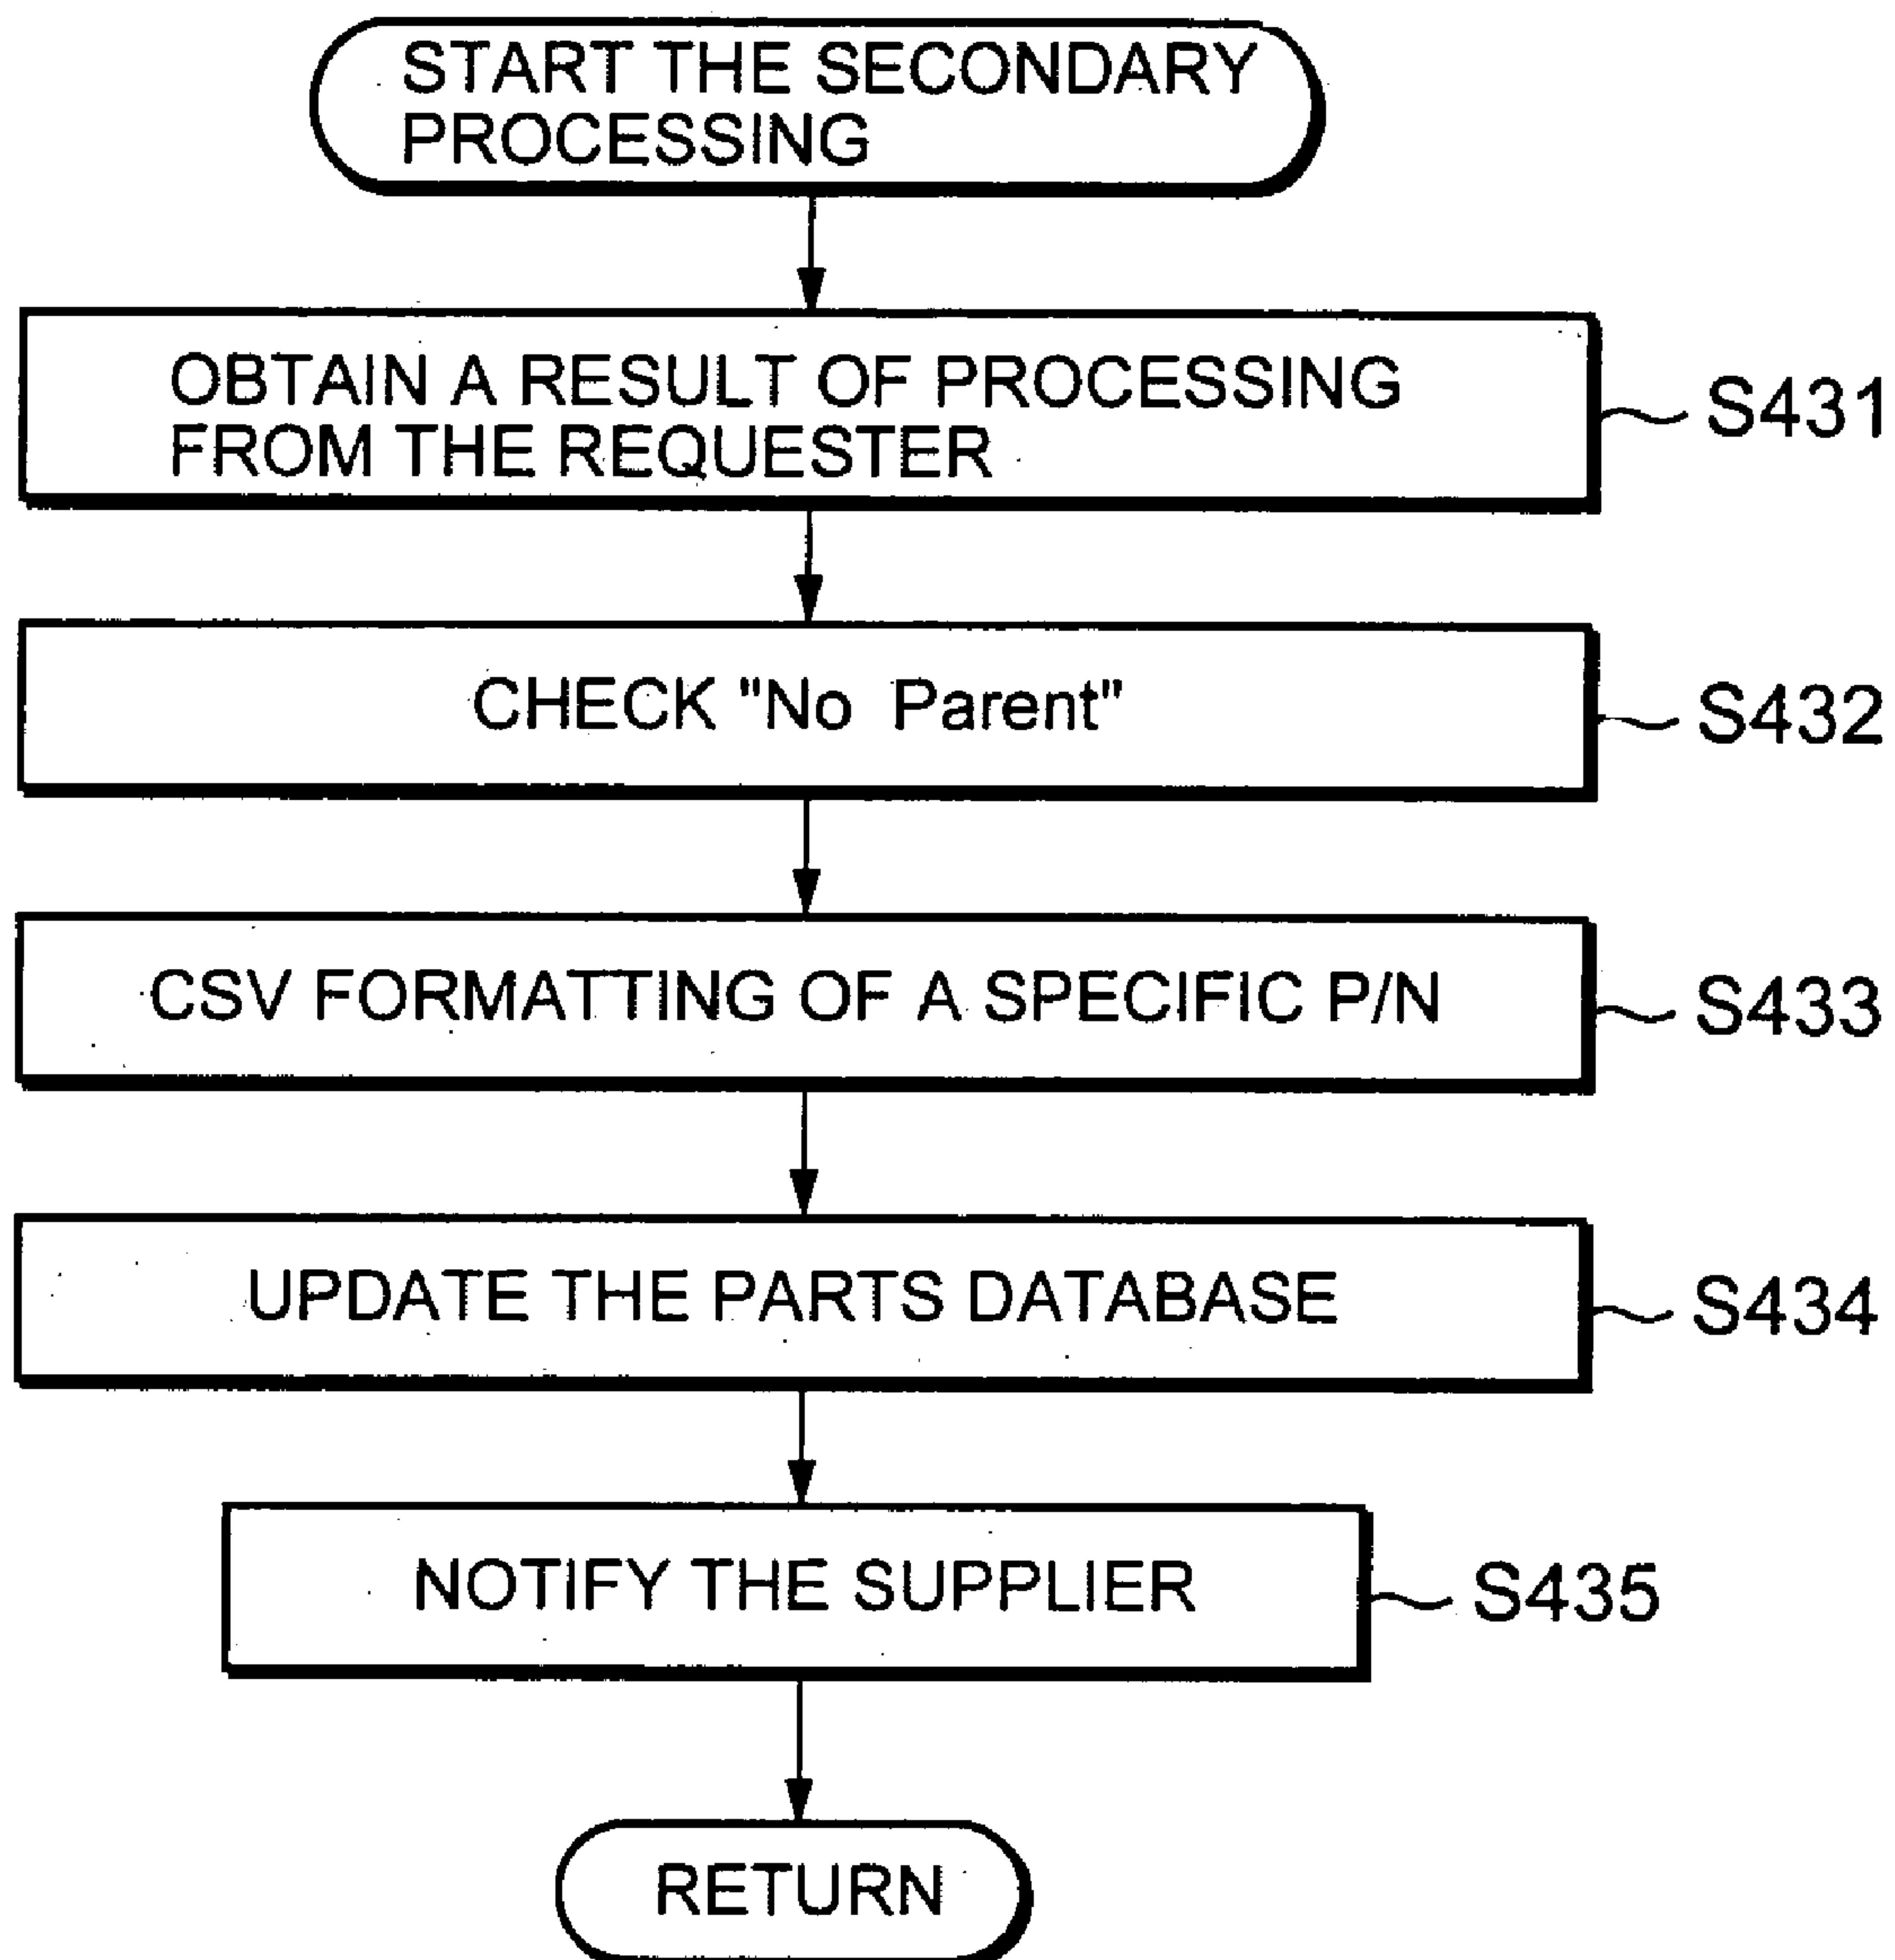 START THE SECONDARY
PROCESSING
OBTAIN A RESULT OF PROCESSING
FROM THE REQUESTER
S431
CHECK "No Parent"
S432
CSV FORMATTING OF A SPECIFIC P/N
S433
UPDATE THE PARTS DATABASE
S434
NOTIFY THE SUPPLIER
S435
RETURN